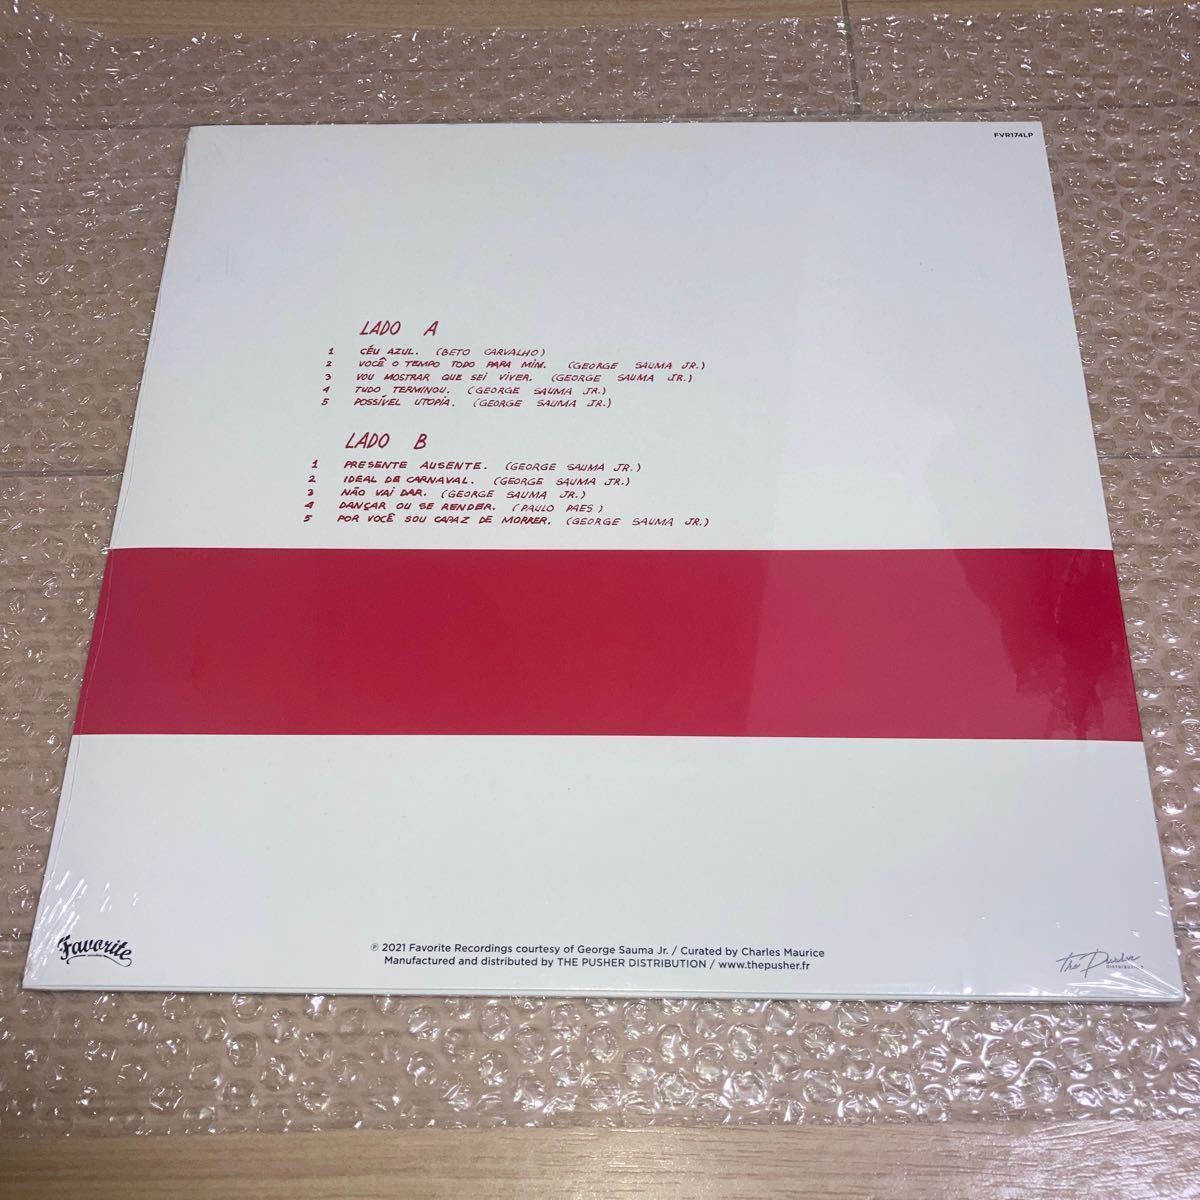 FVR174LP
LADO A
1 CÉU AZUL. (BETO CARVALHO)
2 VOCÊ O TEMPO TODO PARA MIM. (GEORGE SAUMA JR.)
3 VOU MOSTRAR QUE SEI VIVER. (GEORGE SAUMA JR.)
4 TUDO TERMINOU. (GEORGE SAUMA JR.)
5 POSSÍVEL UTOPIA. (GEORGE SAUMA JR.)
LADO B
1 PRESENTE AUSENTE. (GEORGE SAUMA JR.)
2 IDEAL DE CARNAVAL. (GEORGE SAUMA JR.)
3 NÃO VAI DAR. (GEORGE SAUMA JR.)
4 DANÇAR OU SE RENDER. (PAULO PAES)
5 POR VOCÊ SOU CAPAZ DE MORRER. (GEORGE SAUMA JR.)
Favorite
℗ 2021 Favorite Recordings courtesy of George Sauma Jr. / Curated by Charles Maurice
Manufactured and distributed by THE PUSHER DISTRIBUTION / www.thepusher.fr
The Pusher
DISTRIBUTION